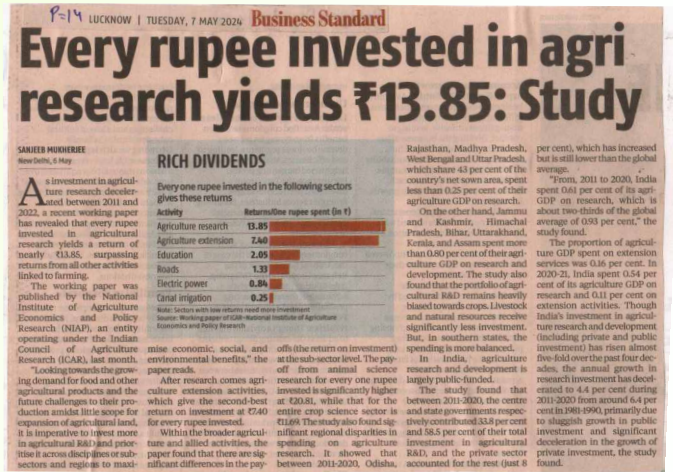 P=14
LUCKNOW | TUESDAY, 7 MAY 2024 Business Standard
Every rupee invested in agri
research yields ₹13.85: Study
SANJEEB MUKHERJEE
New Delhi, 6 May
As investment in agricul-
ture research deceler-
ated between 2011 and
2022, a recent working paper
has revealed that every rupee
invested in agricultural
research yields a return of
nearly ₹13.85, surpassing
returns from all other activities
linked to farming.
The working paper was
published by the National
Institute of Agriculture
Economics and Policy
Research (NIAP), an entity
operating under the Indian
Council of Agriculture
Research (ICAR), last month.
"Looking towards the grow-
ing demand for food and other
agricultural products and the
future challenges to their pro-
duction amidst little scope for
expansion of agricultural land,
it is imperative to invest more
in agricultural R&D and prior-
itise it across disciplines or sub-
sectors and regions to maxi-
RICH DIVIDENDS
Every one rupee invested in the following sectors
gives these returns
Activity Returns/One rupee spent (in ₹)
Agriculture research 13.85
Agriculture extension 7.40
Education 2.05
Roads 1.33
Electric power 0.84
Canal irrigation 0.25
Note: Sectors with low returns need more investment
Source: Working paper of ICAR-National Institute of Agriculture
Economics and Policy Research
mise economic, social, and
environmental benefits," the
paper reads.
After research comes agri-
culture extension activities,
which give the second-best
return on investment at ₹7.40
for every rupee invested.
Within the broader agricul-
ture and allied activities, the
paper found that there are sig-
nificant differences in the pay-
offs (the return on investment)
at the sub-sector level. The pay-
off from animal science
research for every one rupee
invested is significantly higher
at ₹20.81, while that for the
entire crop science sector is
₹11.69. The study also found sig-
nificant regional disparities in
spending on agriculture
research. It showed that
between 2011-2020, Odisha,
Rajasthan, Madhya Pradesh,
West Bengal and Uttar Pradesh,
which share 43 per cent of the
country's net sown area, spent
less than 0.25 per cent of their
agriculture GDP on research.
On the other hand, Jammu
and Kashmir, Himachal
Pradesh, Bihar, Uttarakhand,
Kerala, and Assam spent more
than 0.80 per cent of their agri-
culture GDP on research and
development. The study also
found that the portfolio of agri-
cultural R&D remains heavily
biased towards crops. Livestock
and natural resources receive
significantly less investment.
But, in southern states, the
spending is more balanced.
In India, agriculture
research and development is
largely public-funded.
The study found that
between 2011-2020, the centre
and state governments respec-
tively contributed 33.8 per cent
and 58.5 per cent of their total
investment in agricultural
R&D, and the private sector
accounted for the rest (just 8
per cent), which has increased
but is still lower than the global
average.
"From, 2011 to 2020, India
spent 0.61 per cent of its agri-
GDP on research, which is
about two-thirds of the global
average of 0.93 per cent," the
study found.
The proportion of agricul-
ture GDP spent on extension
services was 0.16 per cent. In
2020-21, India spent 0.54 per
cent of its agriculture GDP on
research and 0.11 per cent on
extension activities. Though
India's investment in agricul-
ture research and development
(including private and public
investment) has risen almost
five-fold over the past four dec-
ades, the annual growth in
research investment has decel-
erated to 4.4 per cent during
2011-2020 from around 6.4 per
cent in 1981-1990, primarily due
to sluggish growth in public
investment and significant
deceleration in the growth of
private investment, the study
found.